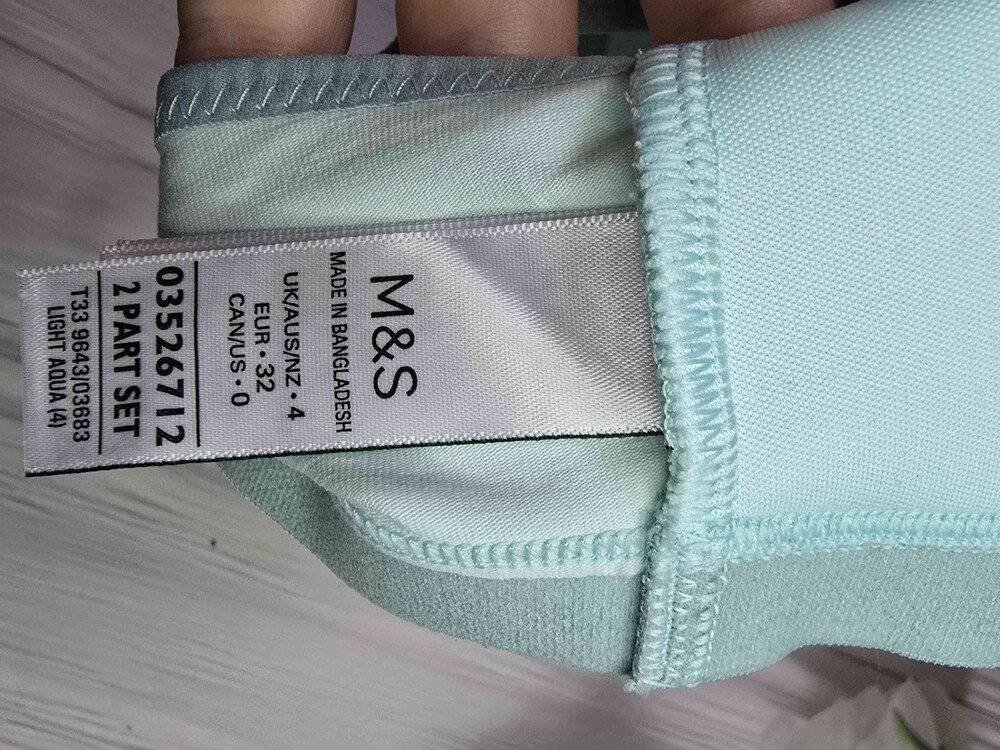 M&S
MADE IN BANGLADESH
UK/AUS/NZ • 4
EUR • 32
CAN/US • 0
03526712
2 PART SET
T33 9643/03683
LIGHT AQUA (4)